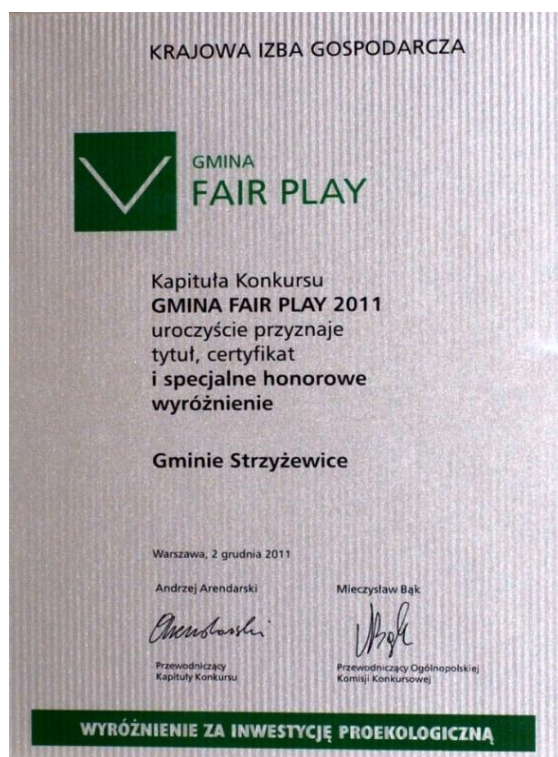 KRAJOWA IZBA GOSPODARCZA
GMINA
FAIR PLAY
Kapituła Konkursu
GMINA FAIR PLAY 2011
uroczyście przyznaje
tytuł, certyfikat
i specjalne honorowe
wyróżnienie
Gminie Strzyżewice
Warszawa, 2 grudnia 2011
Andrzej Arendarski
Przewodniczący
Kapituły Konkursu
Mieczysław Bąk
Przewodniczący Ogólnopolskiej
Komisji Konkursowej
WYRÓŻNIENIE ZA INWESTYCJĘ PROEKOLOGICZNĄ